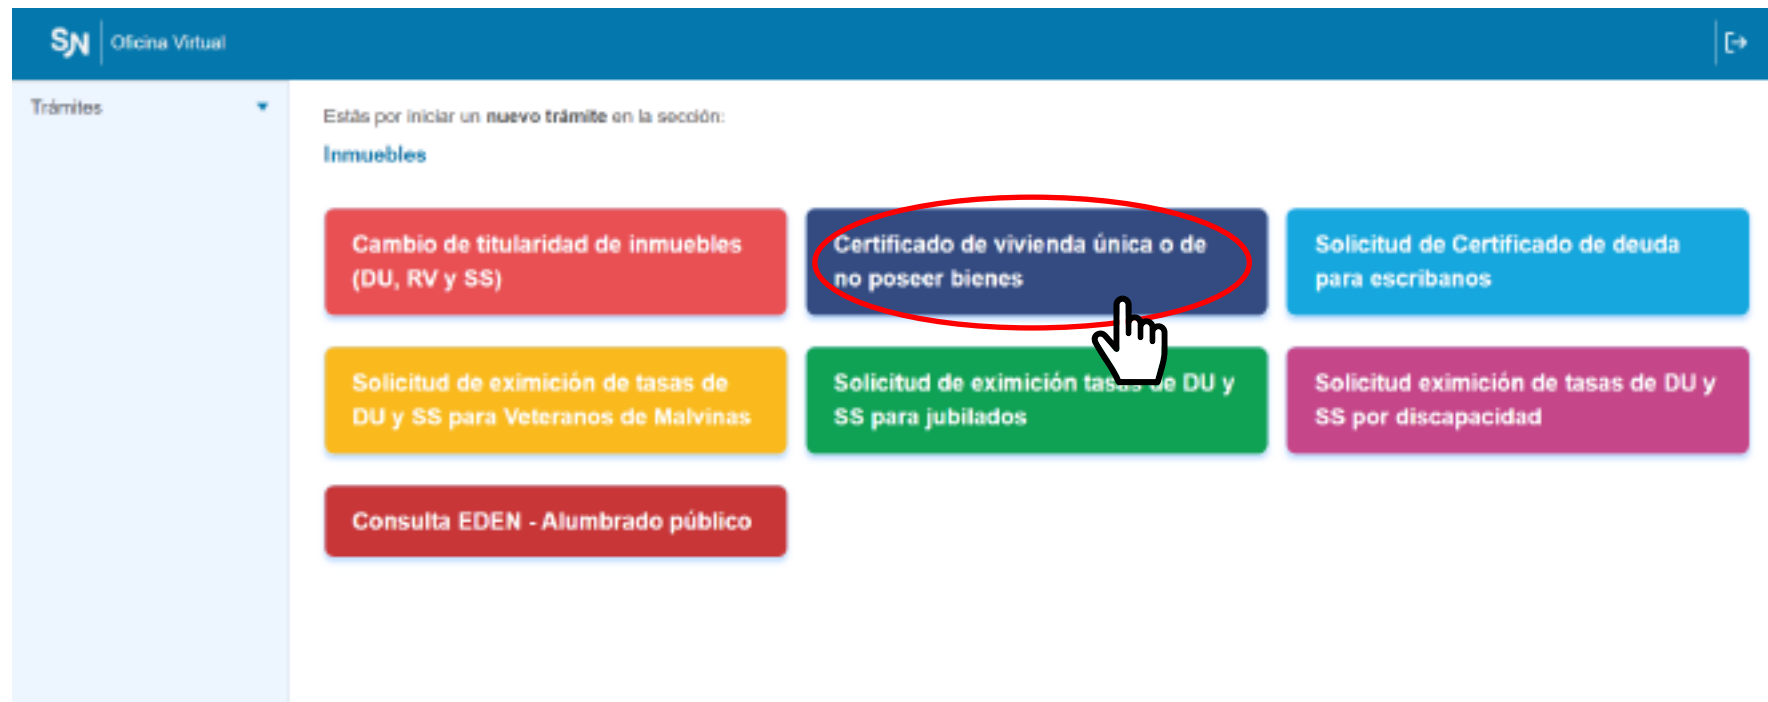 SN Oficina Virtual
Trámites
Estás por iniciar un nuevo trámite en la sección:
Inmuebles
Cambio de titularidad de inmuebles
(DU, RV y SS)
Certificado de vivienda única o de
no poseer bienes
Solicitud de Certificado de deuda
para escribanos
Solicitud de eximición de tasas de
DU y SS para Veteranos de Malvinas
Solicitud de eximición tasas de DU y
SS para jubilados
Solicitud eximición de tasas de DU y
SS por discapacidad
Consulta EDEN - Alumbrado público